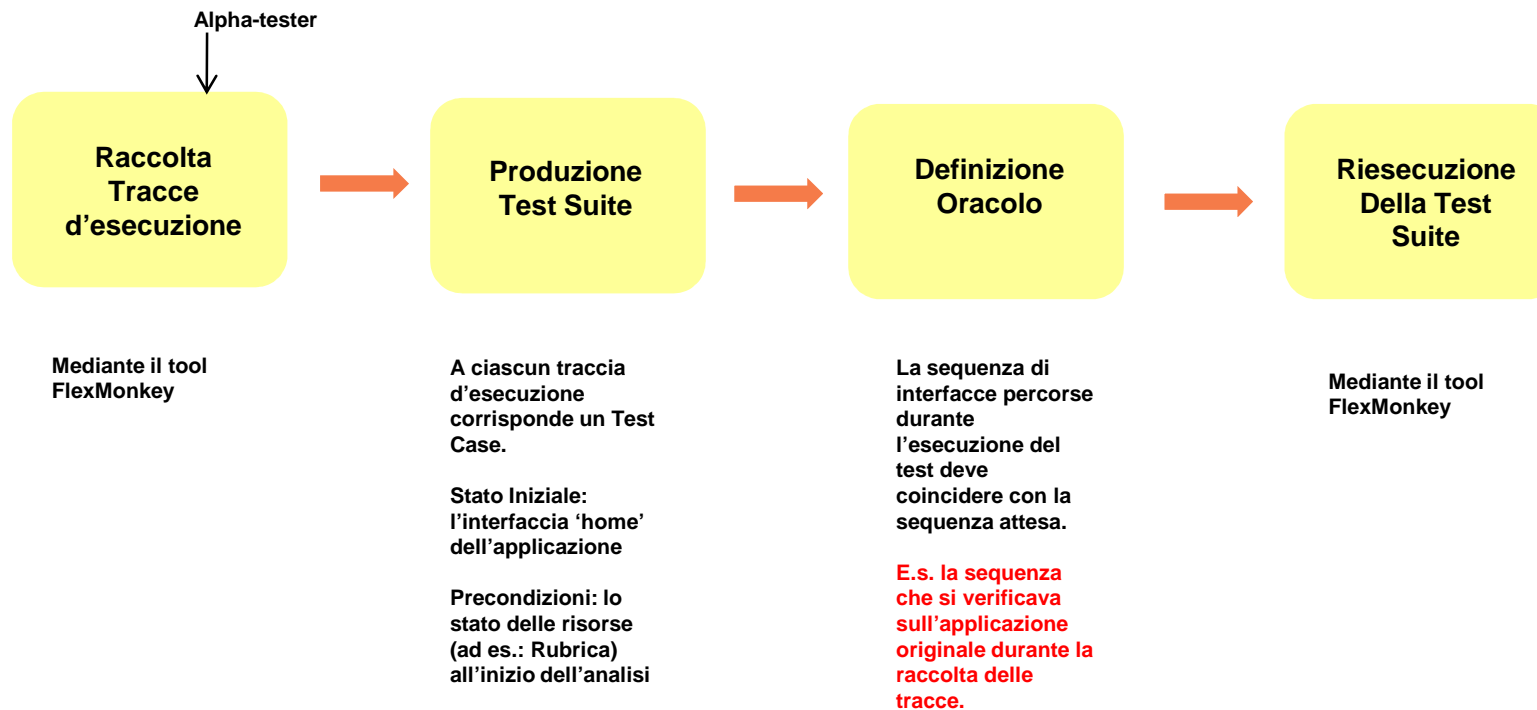 Alpha-tester
Raccolta
Tracce
d’esecuzione
Produzione
Test Suite
Definizione
Oracolo
Riesecuzione
Della Test
Suite
Mediante il tool
FlexMonkey
A ciascun traccia
d’esecuzione
corrisponde un Test
Case.
Stato Iniziale:
l’interfaccia ‘home’
dell’applicazione
Precondizioni: lo
stato delle risorse
(ad es.: Rubrica)
all’inizio dell’analisi
La sequenza di
interfacce percorse
durante
l’esecuzione del
test deve
coincidere con la
sequenza attesa.
E.s. la sequenza
che si verificava
sull’applicazione
originale durante la
raccolta delle
tracce.
Mediante il tool
FlexMonkey